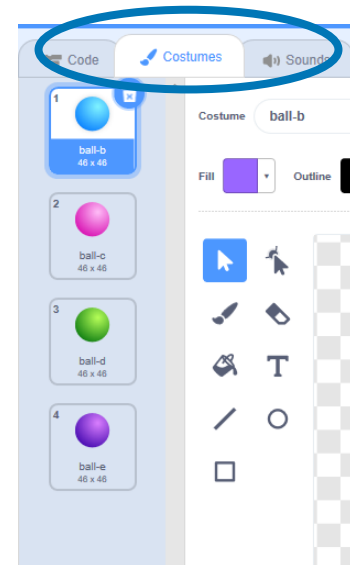 Code Costumes Sounds
1
ball-b
46 x 46
2
ball-c
46 x 46
3
ball-d
46 x 46
4
ball-e
46 x 46
Costume ball-b
Fill Outline
T